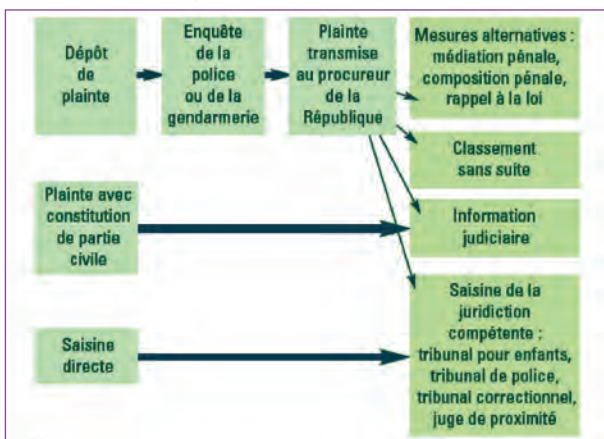 Dépôt
de
plainte
Enquête
de la
police
ou de la
gendarmerie
Plainte
transmise
au procureur
de la
République
Mesures alternatives :
médiation pénale,
composition pénale,
rappel à la loi
Classement
sans suite
Plainte avec
constitution
de partie
civile
Information
judiciaire
Saisine
directe
Saisine de la
juridiction
compétente :
tribunal pour enfants,
tribunal de police,
tribunal correctionnel,
juge de proximité